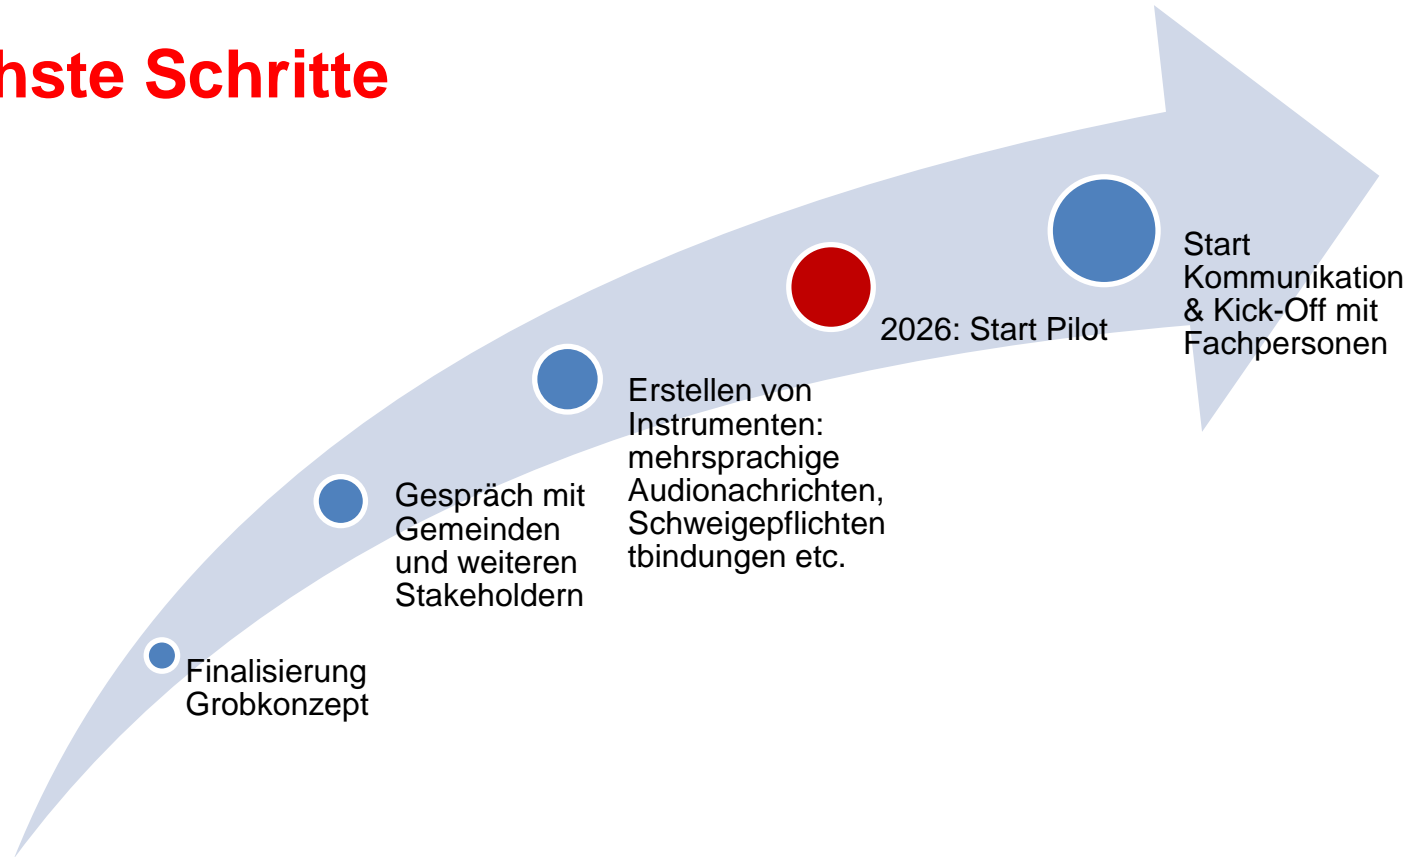 hste Schritte
Start
Kommunikation
& Kick-Off mit
Fachpersonen
2026: Start Pilot
Erstellen von
Instrumenten:
mehrsprachige
Audionachrichten,
Schweigepflichten
tbindungen etc.
Gespräch mit
Gemeinden
und weiteren
Stakeholdern
Finalisierung
Grobkonzept